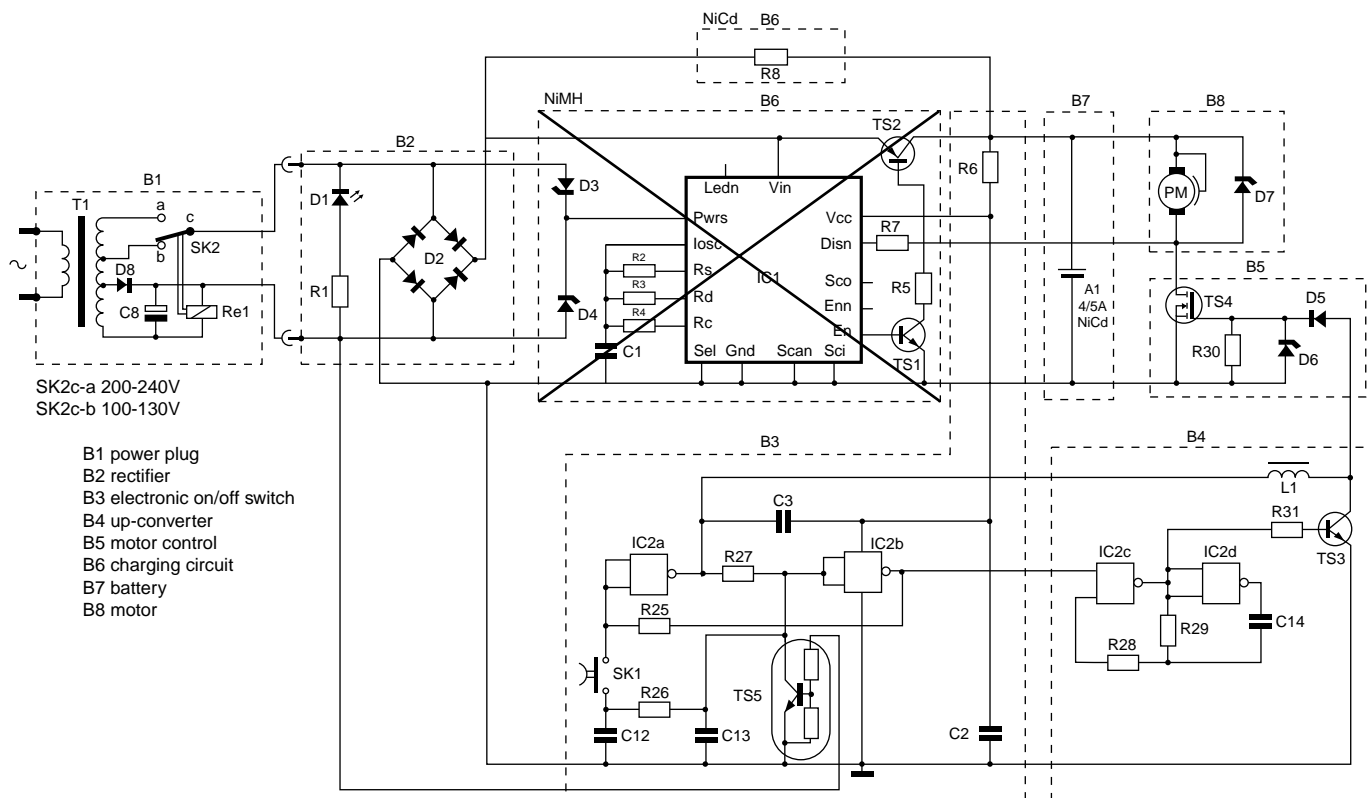 NiCd B6
R8
NiMH B6
B7
B8
B2
TS2
B1
T1
a
c
b
SK2
D8
C8
Re1
D1
R1
D2
D3
D4
Ledn Vin
Pwrs
Iosc
Rs
Rd
Rc
Vcc
Disn
Sco
Enn
En
IC1
Sel Gnd Scan Sci
R2
R3
R4
C1
R7
R5
TS1
R6
A1
4/5A
NiCd
PM
D7
B5
TS4
D5
R30
D6
SK2c-a 200-240V
SK2c-b 100-130V
B1 power plug
B2 rectifier
B3 electronic on/off switch
B4 up-converter
B5 motor control
B6 charging circuit
B7 battery
B8 motor
B3
B4
C3
L1
R31
TS3
IC2a
R27
IC2b
IC2c
IC2d
R25
R29
C14
R28
SK1
R26
TS5
C12
C13
C2